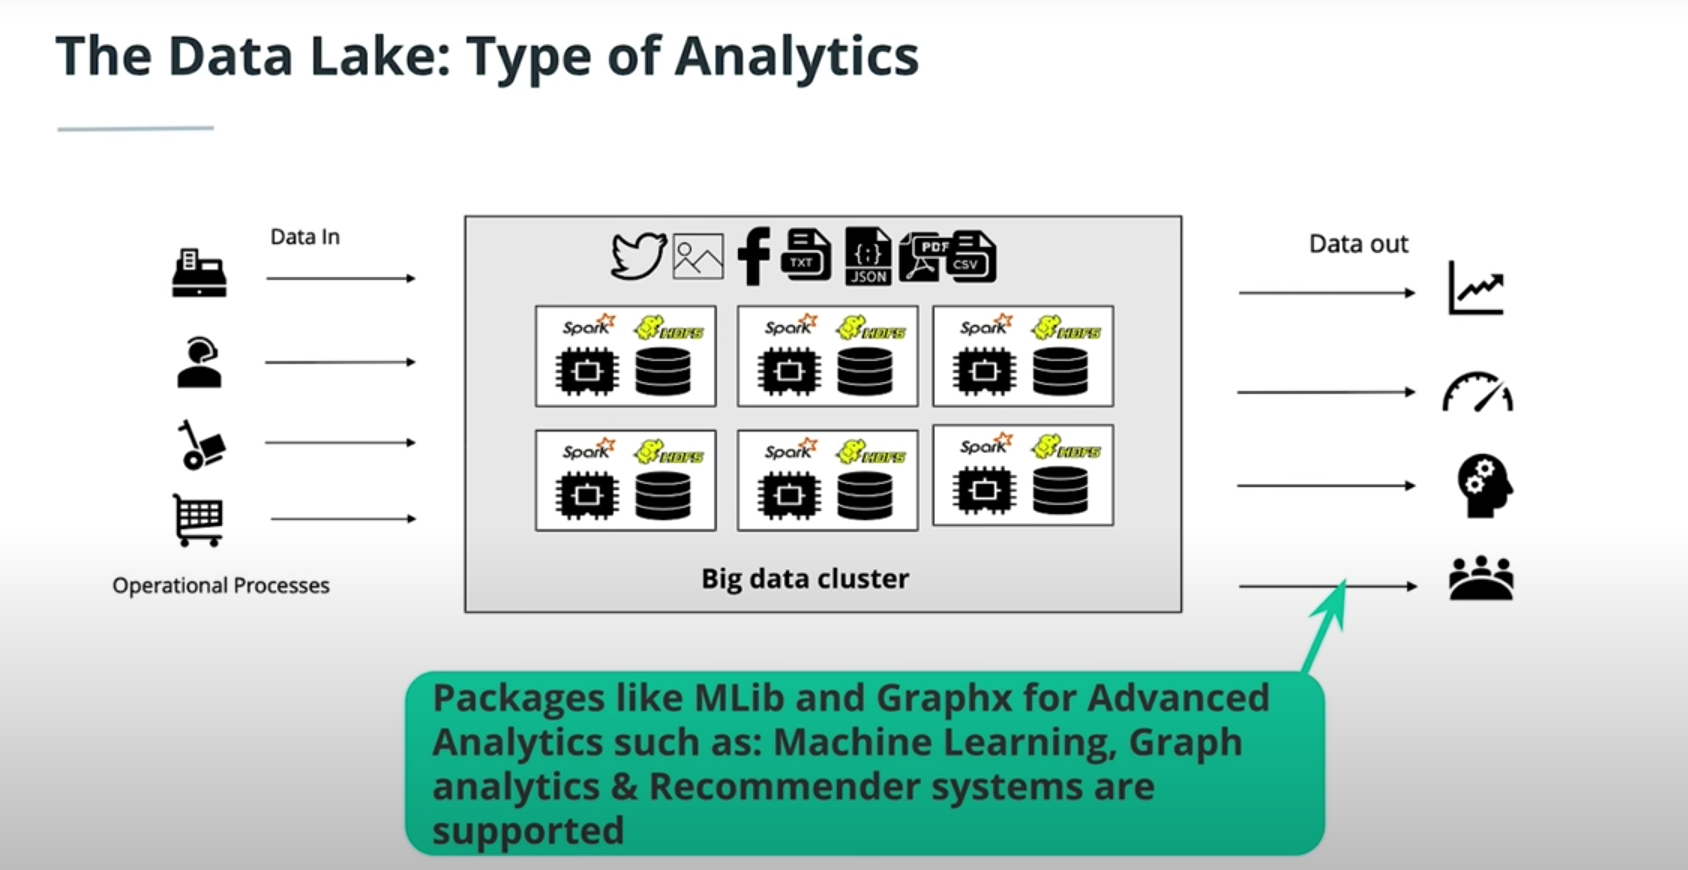 The Data Lake: Type of Analytics
Data In
Data out
TXT
{;}
JSON
PDF
CSV
Spark HDFS
Spark HDFS
Spark HDFS
Spark HDFS
Spark HDFS
Spark HDFS
Big data cluster
Operational Processes
Packages like MLib and Graphx for Advanced
Analytics such as: Machine Learning, Graph
analytics & Recommender systems are
supported